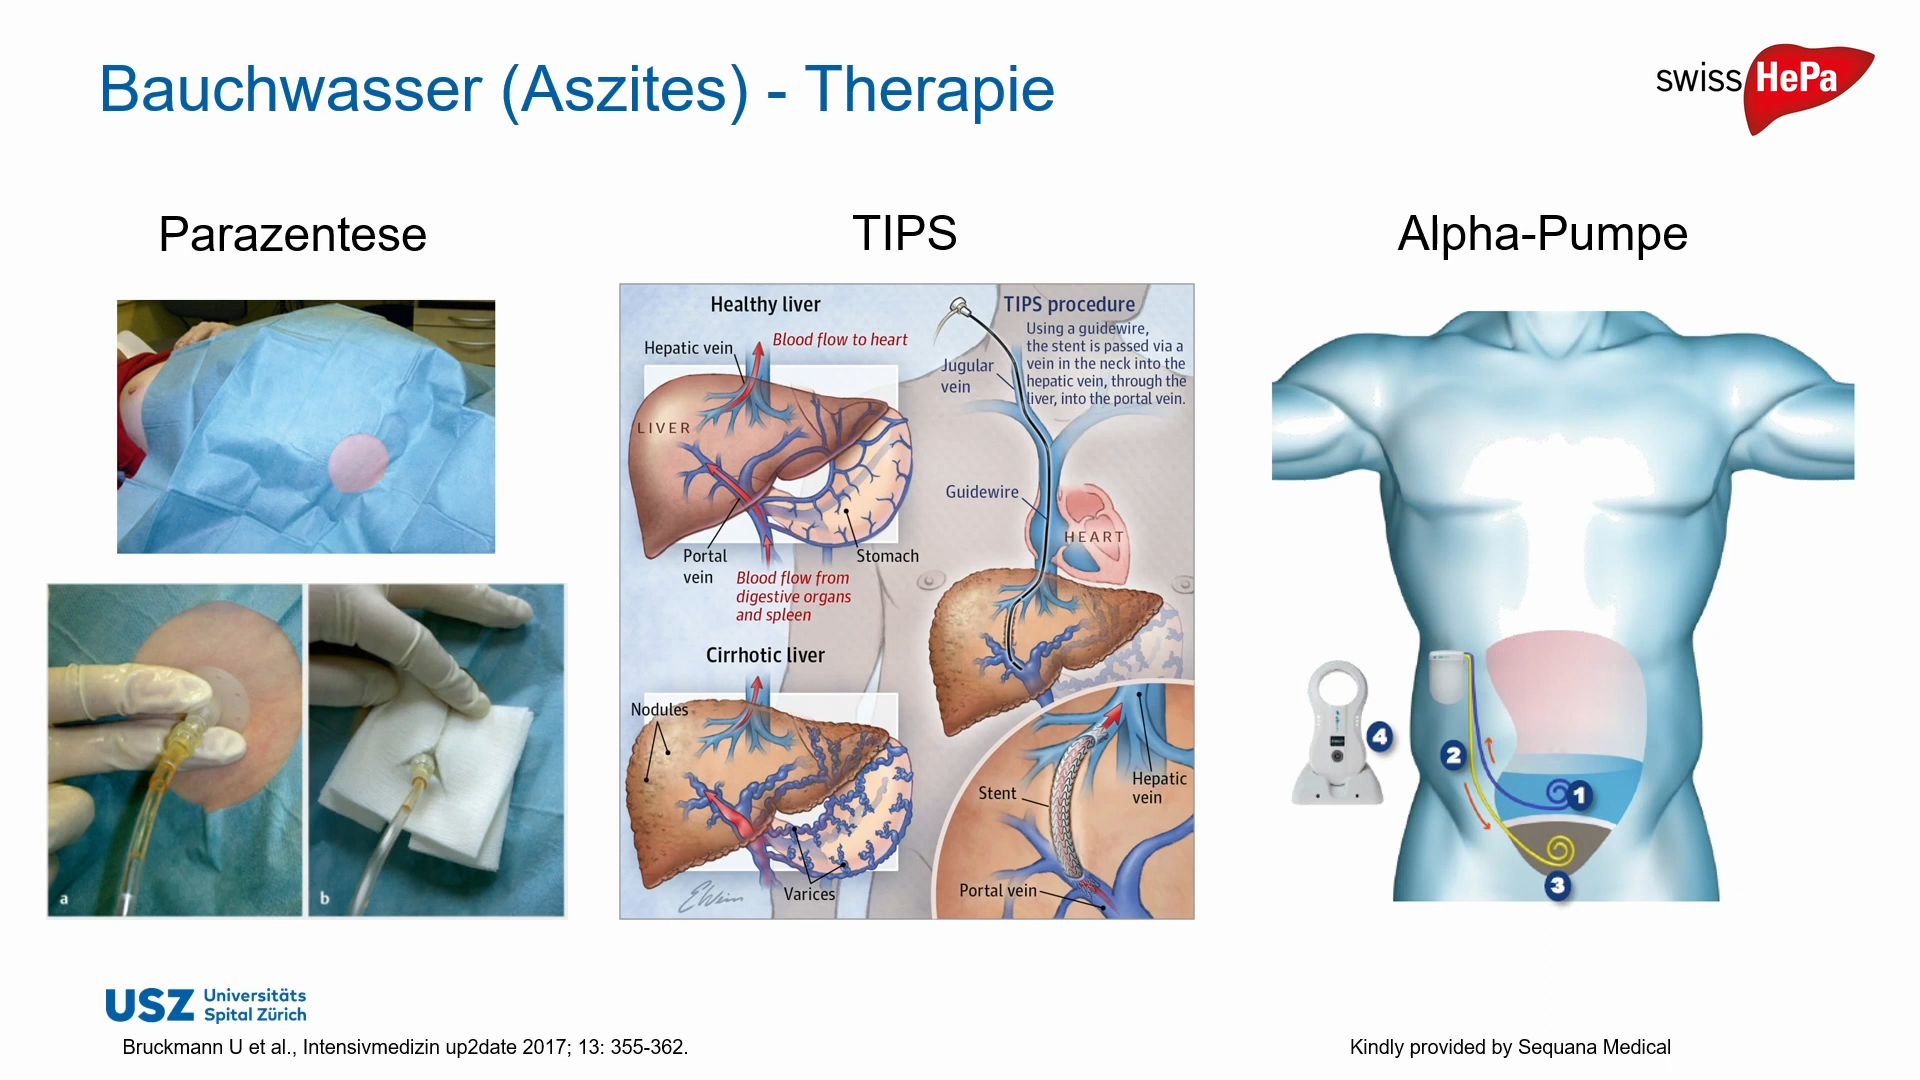 Bauchwasser (Aszites) - Therapie
swiss HePa
Parazentese
TIPS
Alpha-Pumpe
a
b
Healthy liver
Blood flow to heart
Hepatic vein
LIVER
Portal
vein
Stomach
Blood flow from
digestive organs
and spleen
Cirrhotic liver
Nodules
Varices
TIPS procedure
Using a guidewire,
the stent is passed via a
vein in the neck into the
hepatic vein, through the
liver, into the portal vein.
Jugular
vein
Guidewire
HEART
Stent
Hepatic
vein
Portal vein
4
2
1
3
USZ Universitäts
Spital Zürich
Bruckmann U et al., Intensivmedizin up2date 2017; 13: 355-362.
Kindly provided by Sequana Medical